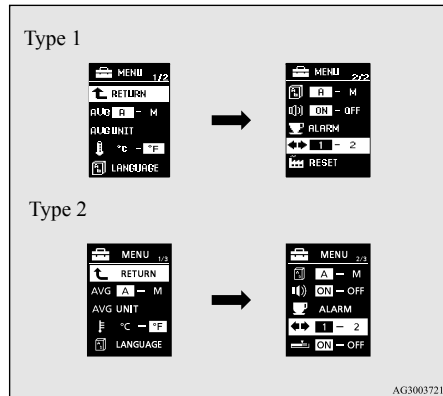 Type 1
MENU 1/2
RETURN
AVG A – M
AVG UNIT
°C – °F
LANGUAGE
MENU 2/2
A – M
ON – OFF
ALARM
1 – 2
RESET
Type 2
MENU 1/3
RETURN
AVG A – M
AVG UNIT
°C – °F
LANGUAGE
MENU 2/3
A – M
ON – OFF
ALARM
1 – 2
ON – OFF
AG3003721